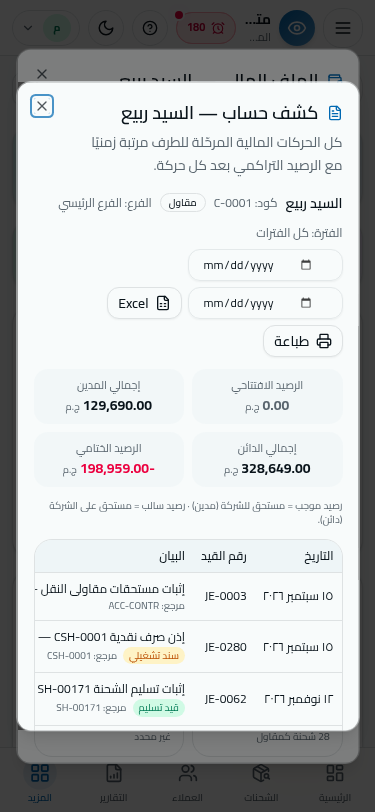 متـ...
المـ...
180
م
كشف حساب — السيد ربيع
كل الحركات المالية المرحّلة للطرف مرتبة زمنيًا
مع الرصيد التراكمي بعد كل حركة.
السيد ربيع كود: C-0001 مقاول الفرع: الفرع الرئيسي
الفترة: كل الفترات
mm/dd/yyyy
mm/dd/yyyy
Excel
طباعة
الرصيد الافتتاحي
0.00 ج.م
إجمالي المدين
129,690.00 ج.م
إجمالي الدائن
328,649.00 ج.م
الرصيد الختامي
-198,959.00 ج.م
رصيد موجب = مستحق للشركة (مدين) · رصيد سالب = مستحق على الشركة
(دائن).
التاريخ رقم القيد البيان
١٥ سبتمبر ٢٠٢٦ JE-0003 إثبات مستحقات مقاولى النقل -
مرجع: ACC-CONTR
١٥ سبتمبر ٢٠٢٦ JE-0280 إذن صرف نقدية CSH-0001 —
سند تشغيلي مرجع: CSH-0001
١٢ نوفمبر ٢٠٢٦ JE-0062 إثبات تسليم الشحنة SH-00171
قيد تسليم مرجع: SH-00171
28 شحنة كمقاول
غير محدد
الرئيسية
الشحنات
العملاء
التقارير
المزيد